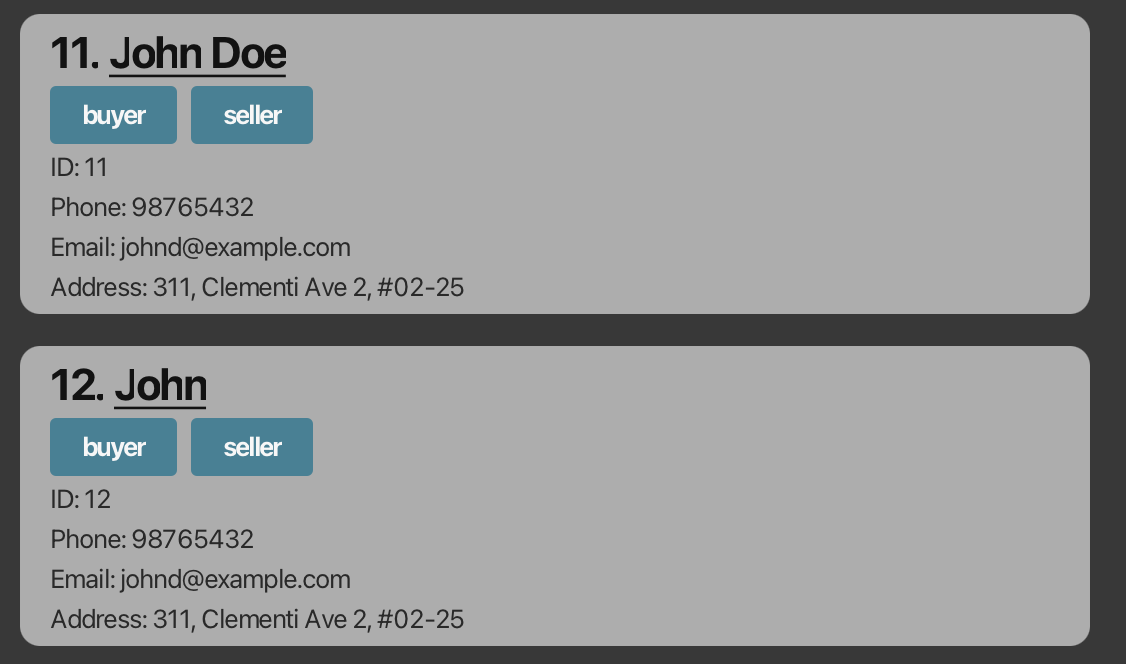 11. John Doe
buyer seller
ID: 11
Phone: 98765432
Email: johnd@example.com
Address: 311, Clementi Ave 2, #02-25
12. John
buyer seller
ID: 12
Phone: 98765432
Email: johnd@example.com
Address: 311, Clementi Ave 2, #02-25